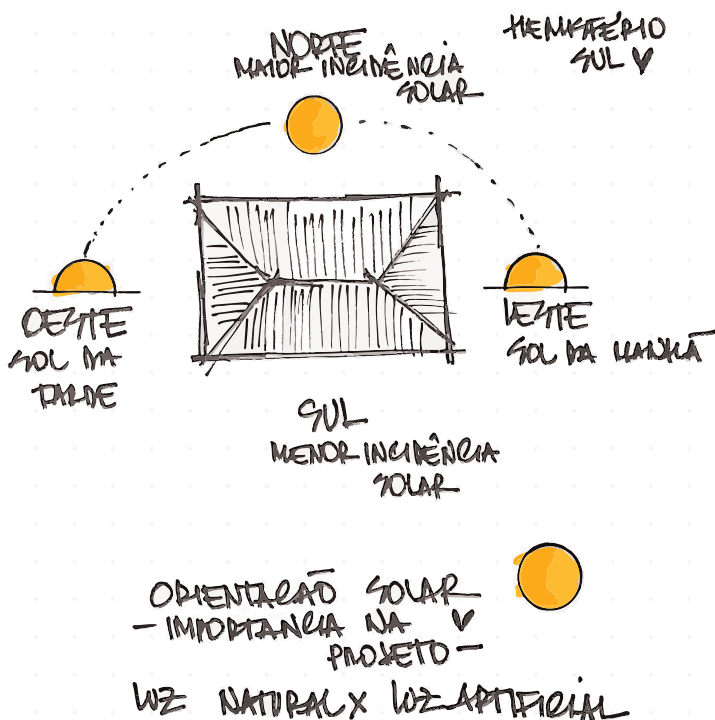 NORTE
MAIOR INCIDÊNCIA
SOLAR
HEMISFÉRIO
SUL
OESTE
SOL DA
TARDE
LESTE
SOL DA MANHÃ
SUL
MENOR INCIDÊNCIA
SOLAR
ORIENTAÇÃO SOLAR
- IMPORTANCIA NA
PROJETO -
LUZ NATURAL X LUZ ARTIFICIAL